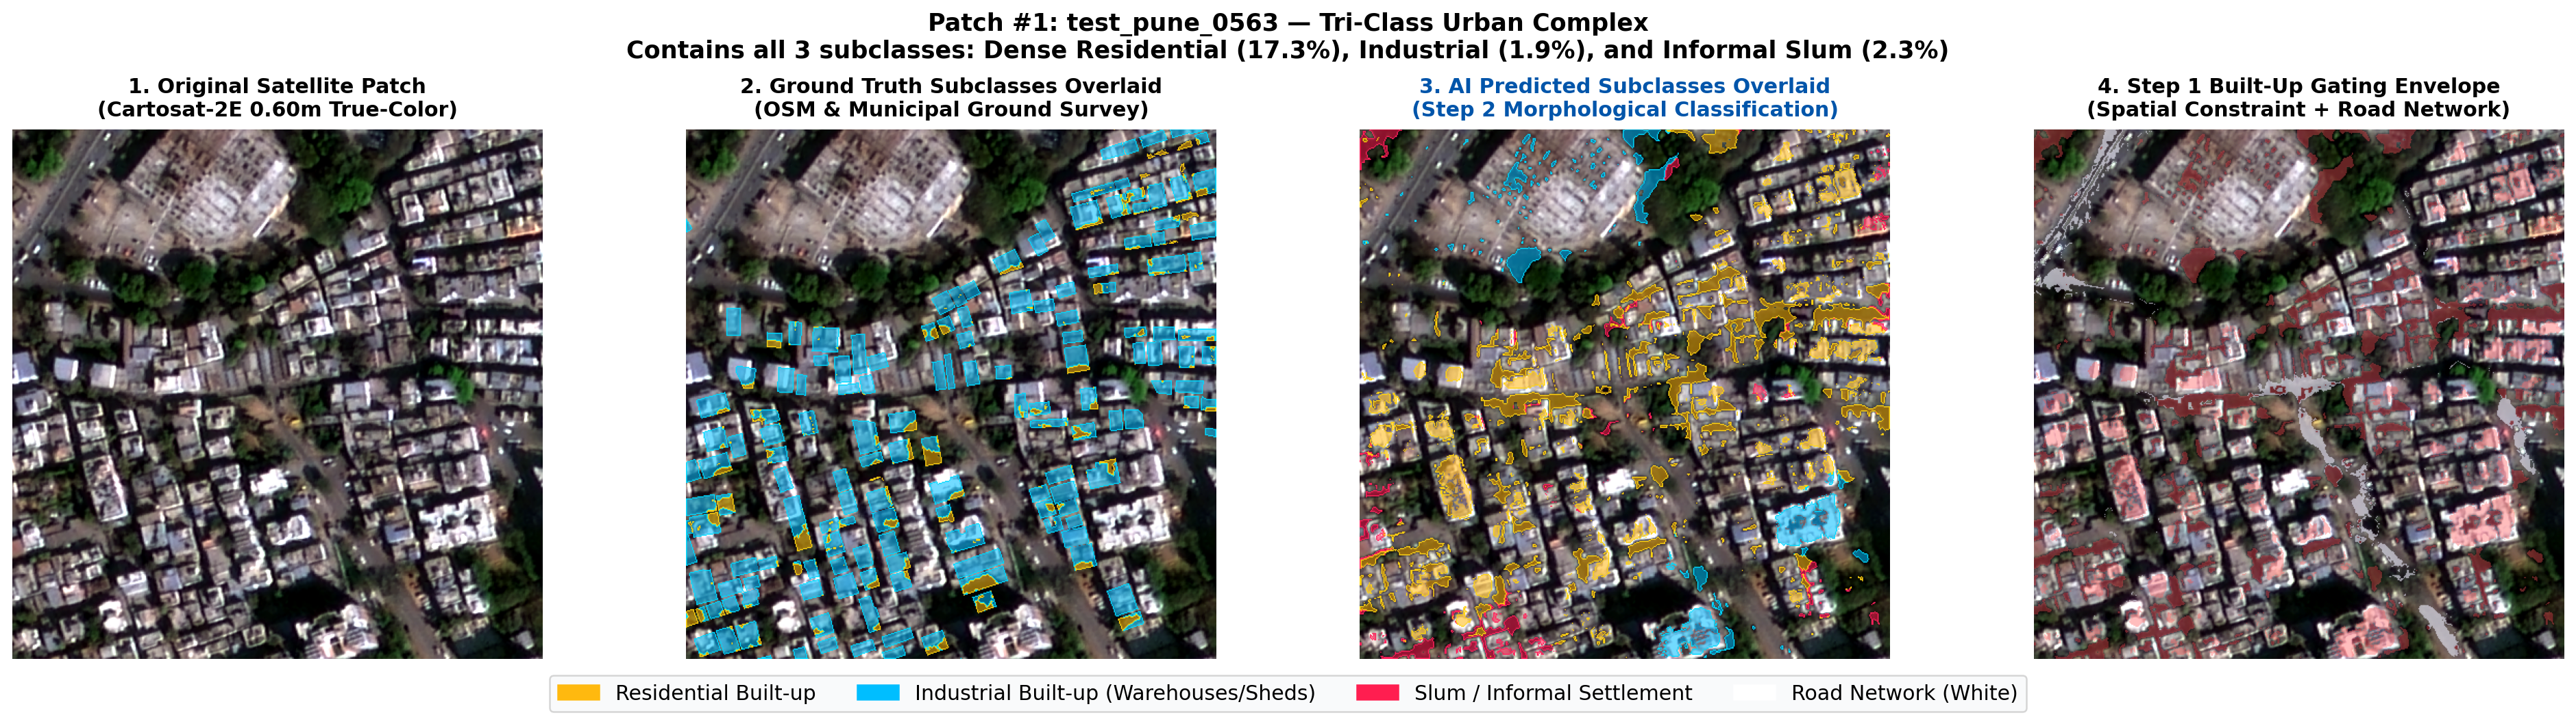 Patch #1: test_pune_0563 — Tri-Class Urban Complex
Contains all 3 subclasses: Dense Residential (17.3%), Industrial (1.9%), and Informal Slum (2.3%)
1. Original Satellite Patch
(Cartosat-2E 0.60m True-Color)
2. Ground Truth Subclasses Overlaid
(OSM & Municipal Ground Survey)
3. AI Predicted Subclasses Overlaid
(Step 2 Morphological Classification)
4. Step 1 Built-Up Gating Envelope
(Spatial Constraint + Road Network)
Residential Built-up
Industrial Built-up (Warehouses/Sheds)
Slum / Informal Settlement
Road Network (White)